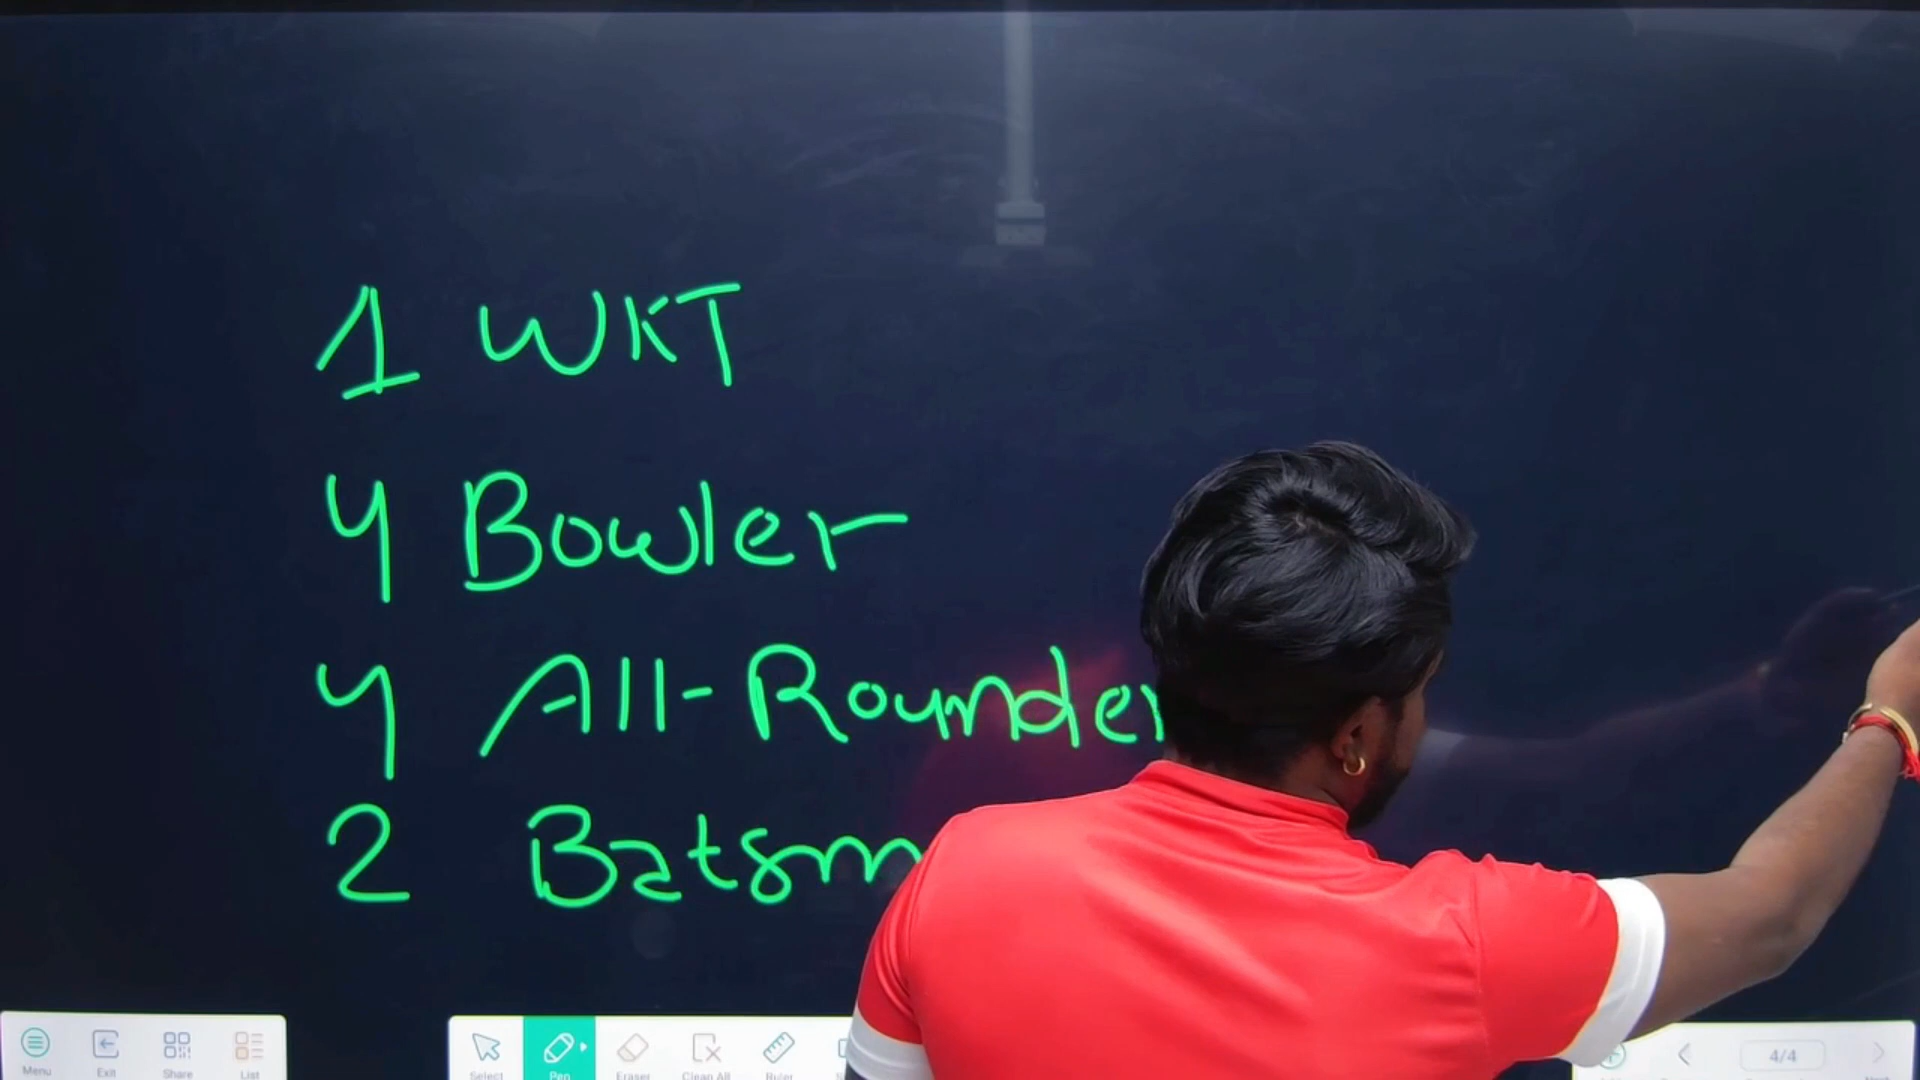 1 WKT
4 Bowler
4 All-Rounder
2 Batsm
Menu Exit Share List Select Pen Eraser Clean All Ruler 4/4